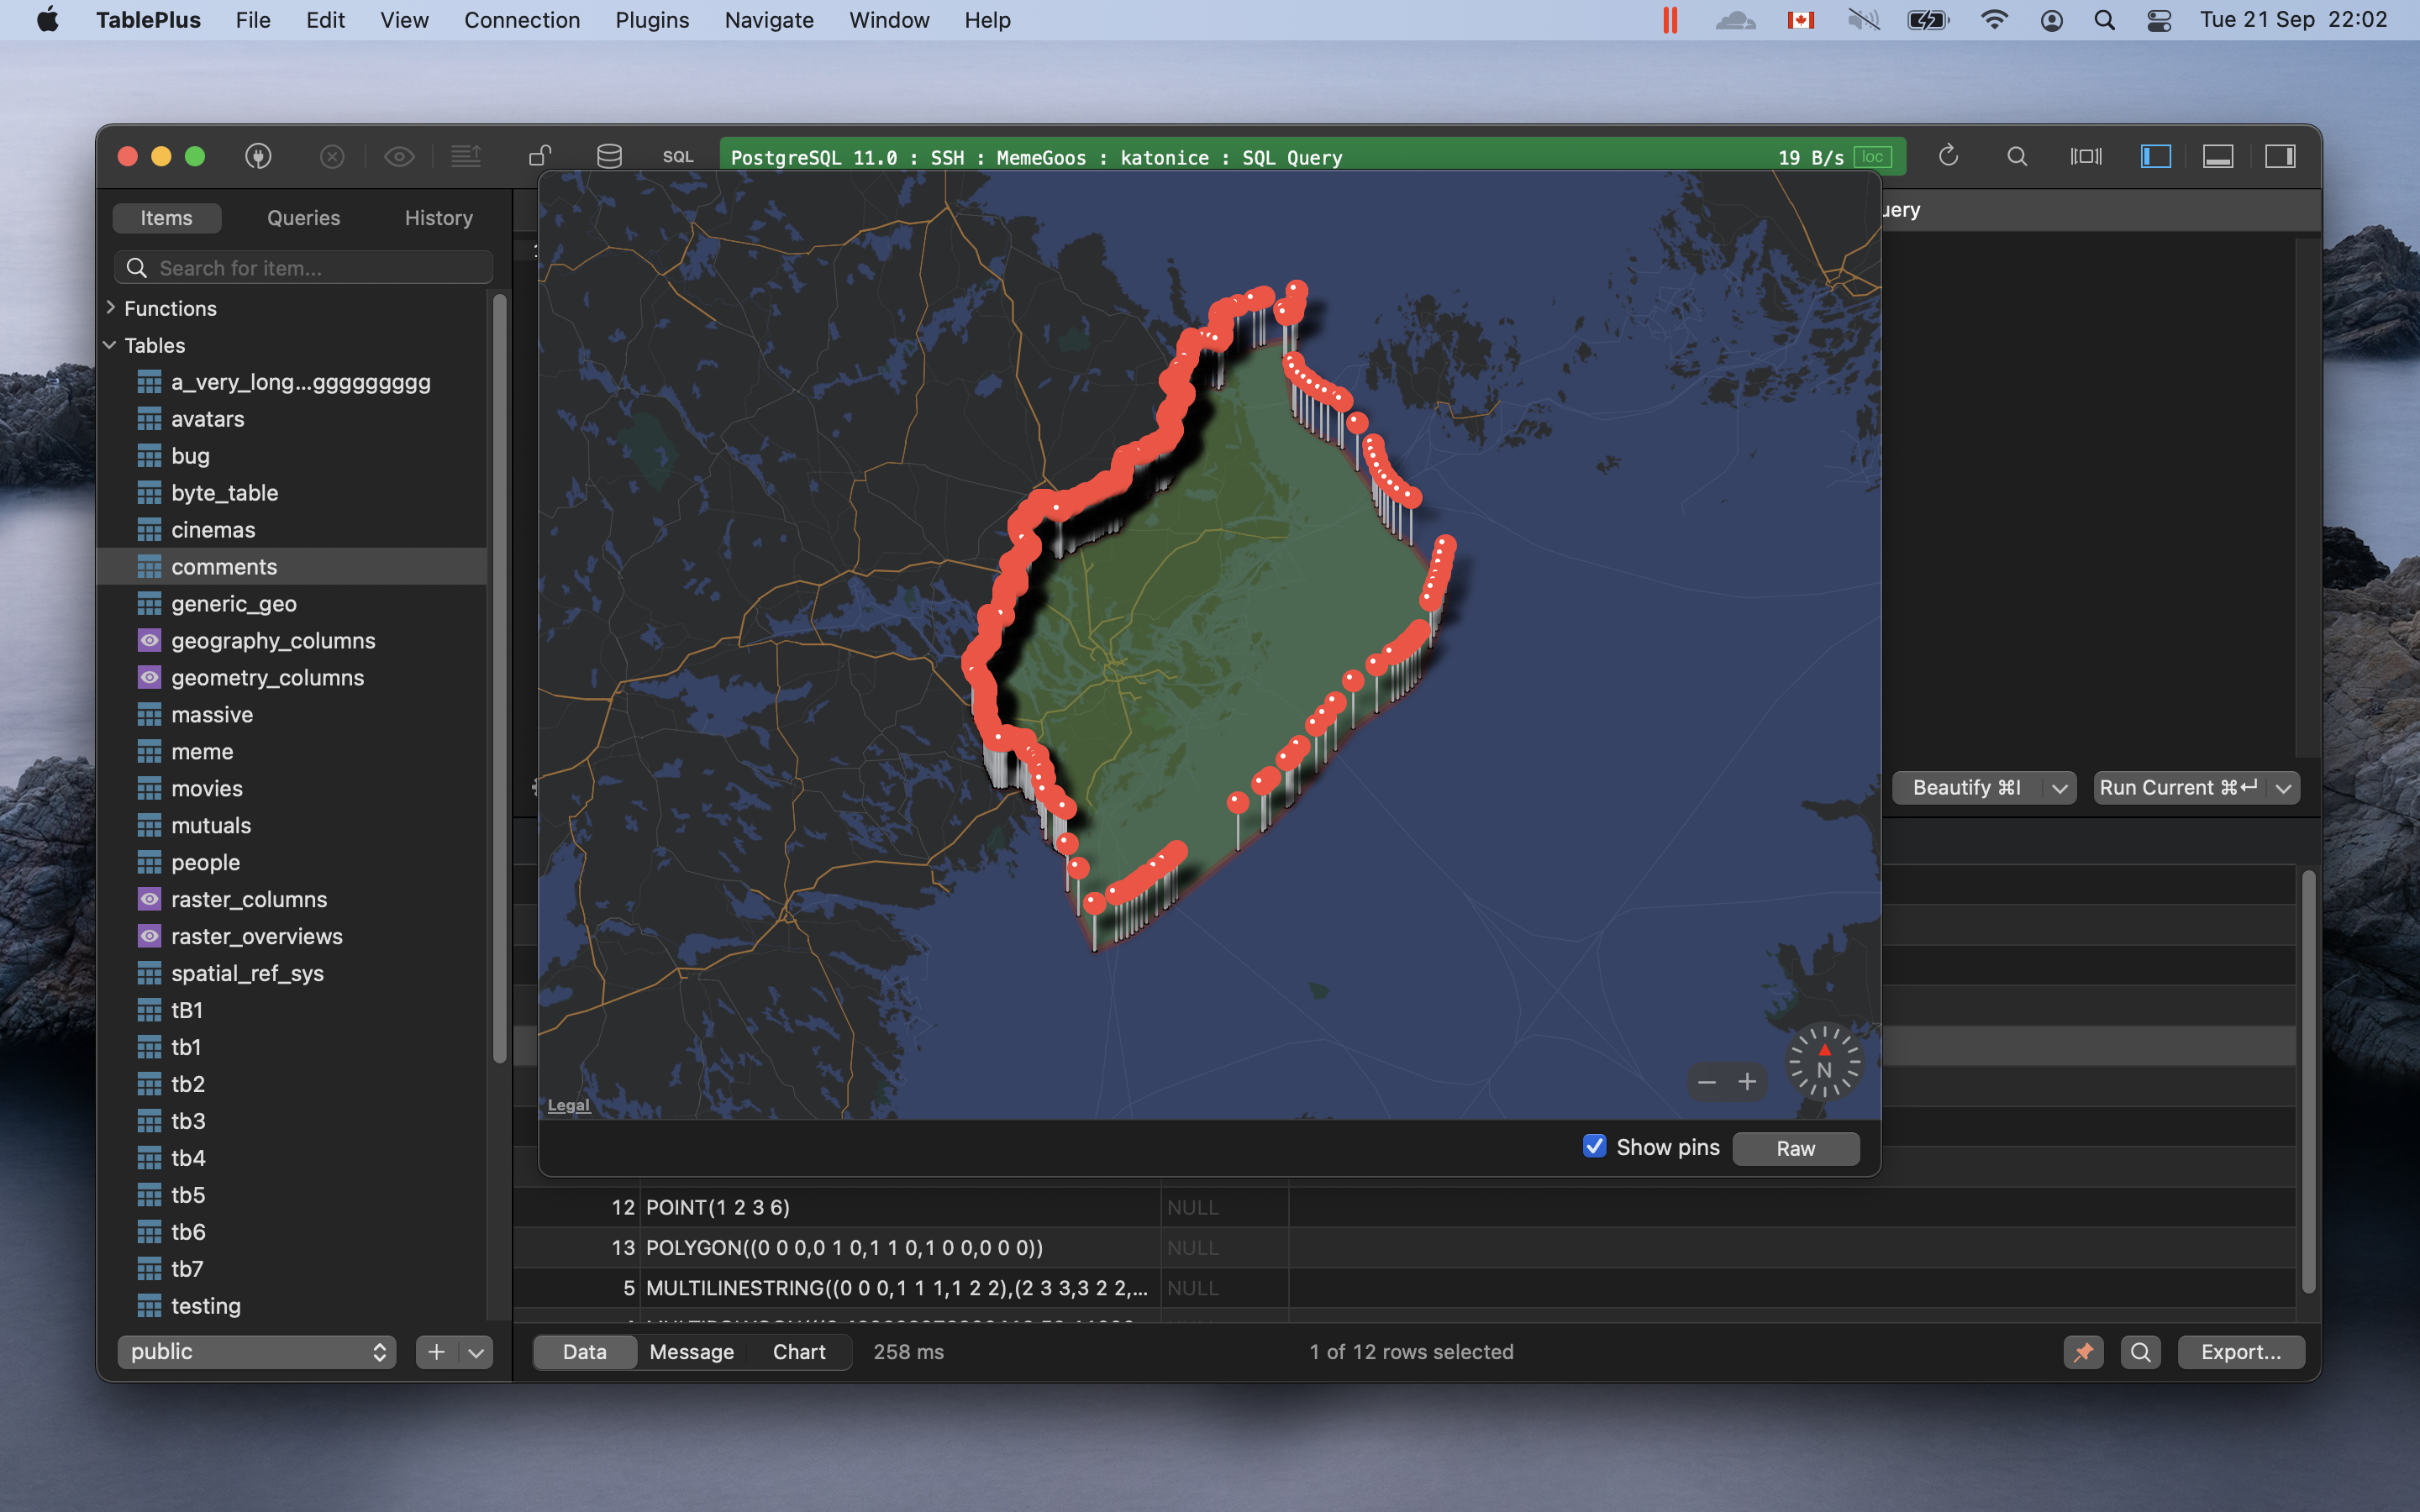 TablePlus File Edit View Connection Plugins Navigate Window Help Tue 21 Sep 22:02
SQL PostgreSQL 11.0 : SSH : MemeGoos : katonice : SQL Query 19 B/s loc
Items Queries History
uery
Search for item...
Functions
Tables
a_very_long...ggggggggg
avatars
bug
byte_table
cinemas
comments
generic_geo
geography_columns
geometry_columns
massive
meme
movies
mutuals
people
raster_columns
raster_overviews
spatial_ref_sys
tB1
tb1
tb2
tb3
tb4
tb5
tb6
tb7
testing
public
Beautify ⌘I Run Current ⌘↵
N
Legal
Show pins Raw
12 POINT(1 2 3 6) NULL
13 POLYGON((0 0 0,0 1 0,1 1 0,1 0 0,0 0 0)) NULL
5 MULTILINESTRING((0 0 0,1 1 1,1 2 2),(2 3 3,3 2 2,... NULL
Data Message Chart 258 ms 1 of 12 rows selected Export...